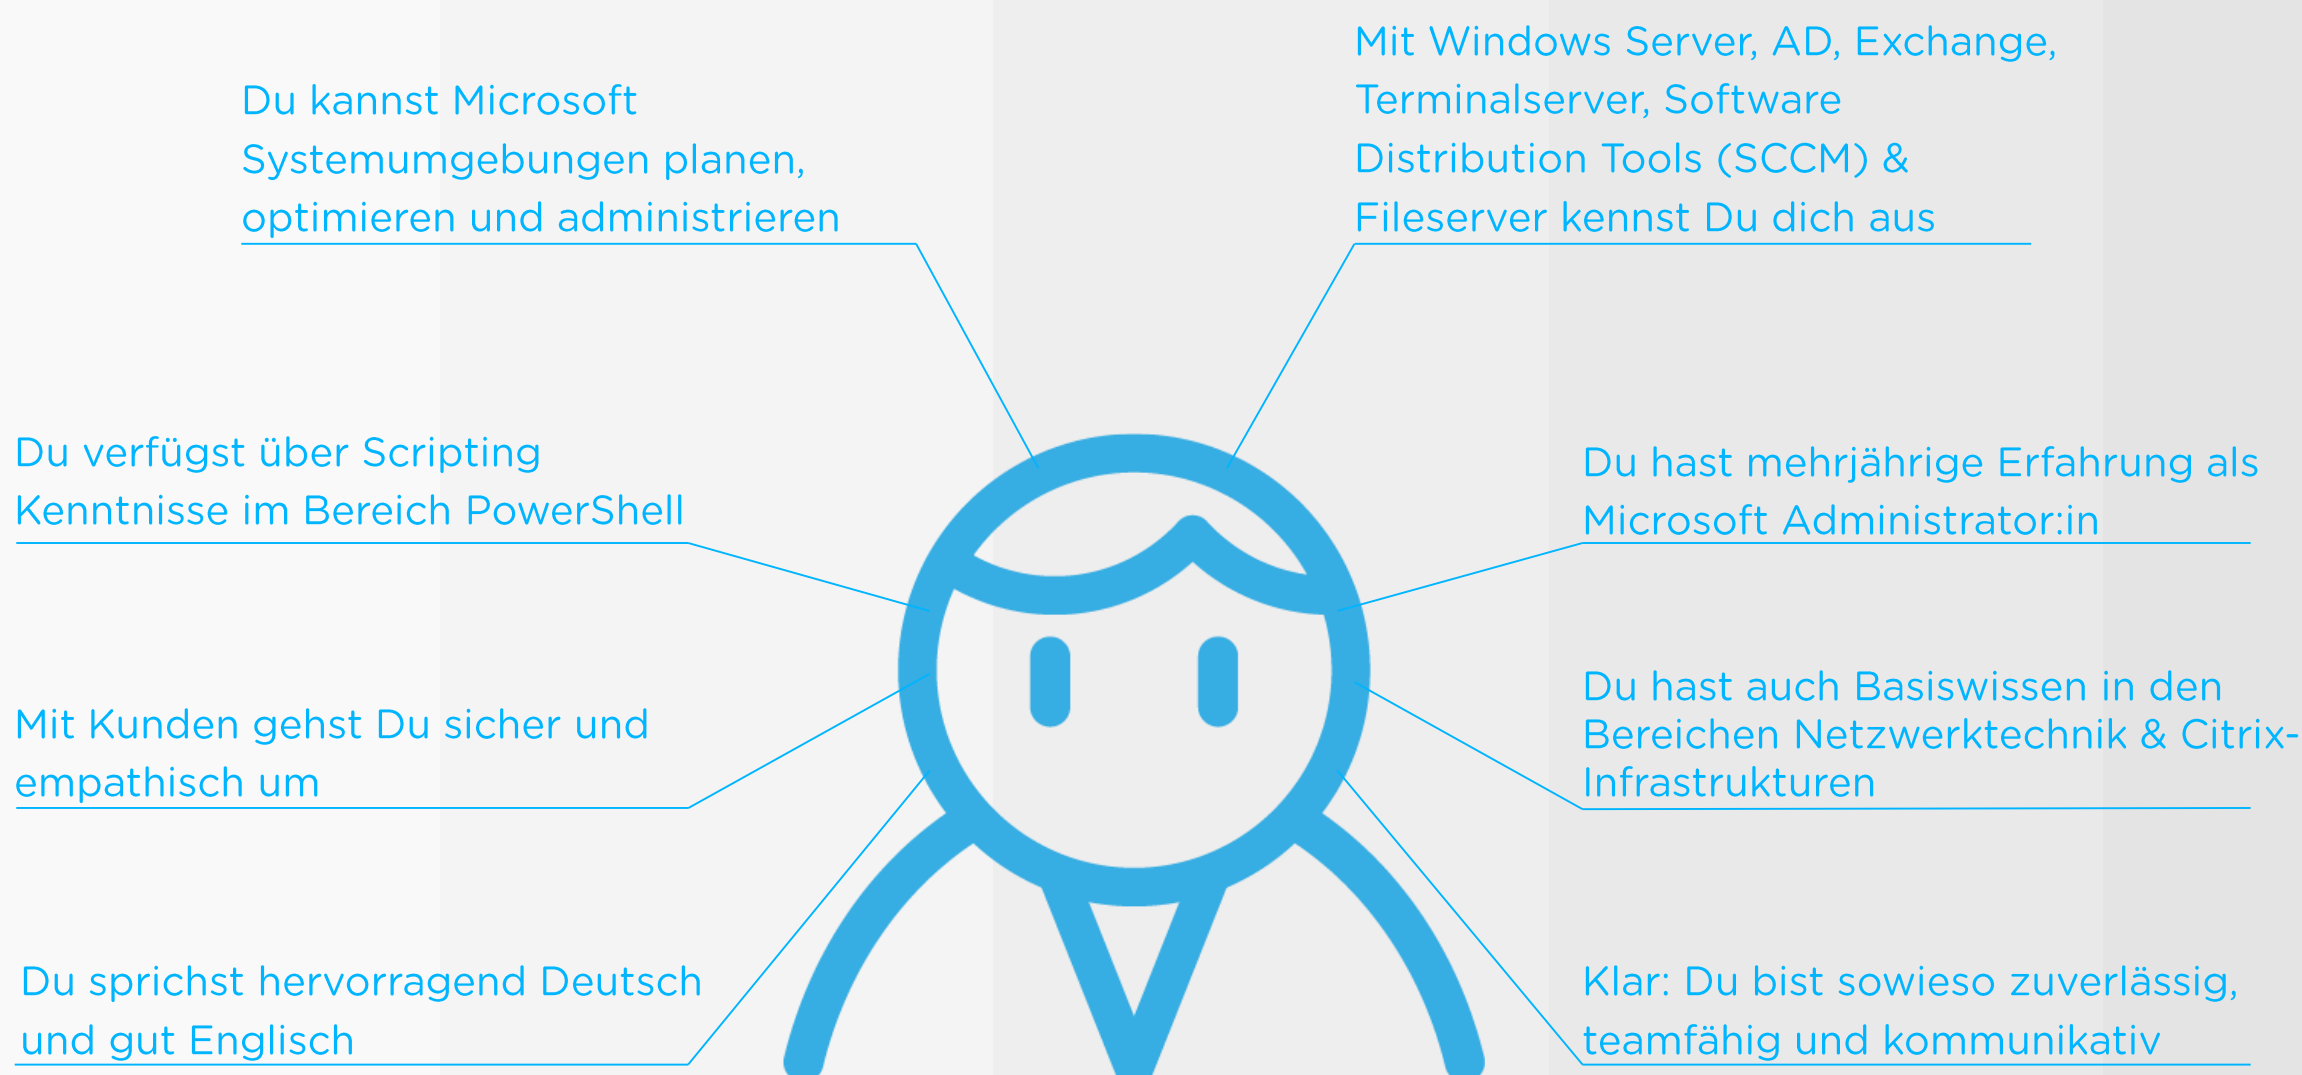 Du kannst Microsoft
Systemumgebungen planen,
optimieren und administrieren
Mit Windows Server, AD, Exchange,
Terminalserver, Software
Distribution Tools (SCCM) &
Fileserver kennst Du dich aus
Du verfügst über Scripting
Kenntnisse im Bereich PowerShell
Du hast mehrjährige Erfahrung als
Microsoft Administrator:in
Mit Kunden gehst Du sicher und
empathisch um
Du hast auch Basiswissen in den
Bereichen Netzwerktechnik & Citrix-
Infrastrukturen
Du sprichst hervorragend Deutsch
und gut Englisch
Klar: Du bist sowieso zuverlässig,
teamfähig und kommunikativ